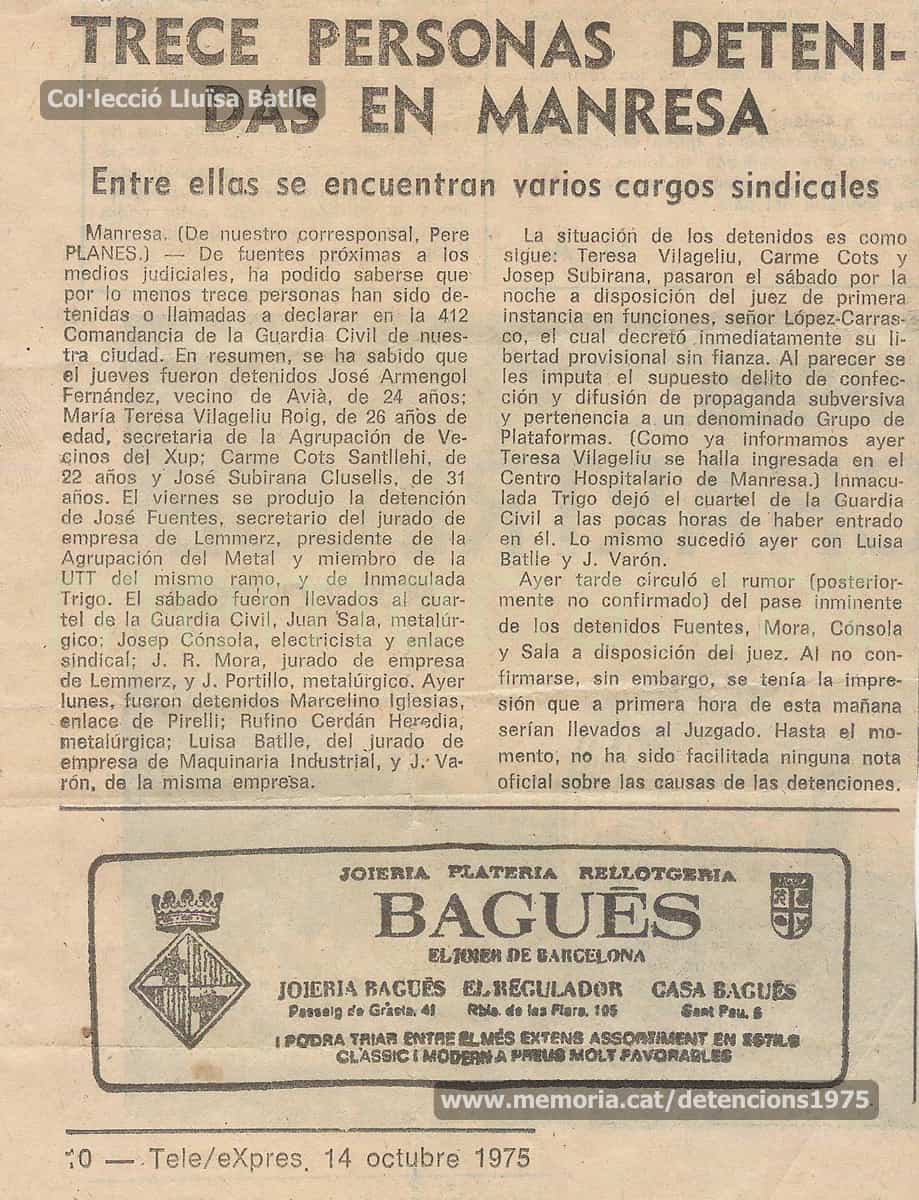 TRECE PERSONAS DETENI-
DAS EN MANRESA
Col·lecció Lluïsa Batlle
Entre ellas se encuentran varios cargos sindicales
Manresa. (De nuestro corresponsal, Pere
PLANES.) — De fuentes próximas a los
medios judiciales, ha podido saberse que
por lo menos trece personas han sido de-
tenidas o llamadas a declarar en la 412
Comandancia de la Guardia Civil de nues-
tra ciudad. En resumen, se ha sabido que
el jueves fueron detenidos José Armengol
Fernández, vecino de Avià, de 24 años;
María Teresa Vilageliu Roig, de 26 años de
edad, secretaria de la Agrupación de Ve-
cinos del Xup; Carme Cots Santllehi, de
22 años y José Subirana Clusells, de 31
años. El viernes se produjo la detención
de José Fuentes, secretario del jurado de
empresa de Lemmerz, presidente de la
Agrupación del Metal y miembro de la
UTT del mismo ramo, y de Inmaculada
Trigo. El sábado fueron llevados al cuar-
tel de la Guardia Civil, Juan Sala, metalúr-
gico; Josep Cónsola, electricista y enlace
sindical; J. R. Mora, jurado de empresa
de Lemmerz, y J. Portillo, metalúrgico. Ayer
lunes, fueron detenidos Marcelino Iglesias,
enlace de Pirelli; Rufino Cerdán Heredia,
metalúrgica; Luisa Batlle, del jurado de
empresa de Maquinaria Industrial, y J. Va-
rón, de la misma empresa.
La situación de los detenidos es como
sigue: Teresa Vilageliu, Carme Cots y
Josep Subirana, pasaron el sábado por la
noche a disposición del juez de primera
instancia en funciones, señor López-Carras-
co, el cual decretó inmediatamente su li-
bertad provisional sin fianza. Al parecer se
les imputa el supuesto delito de confec-
ción y difusión de propaganda subversiva
y pertenencia a un denominado Grupo de
Plataformas. (Como ya informamos ayer
Teresa Vilageliu se halla ingresada en el
Centro Hospitalario de Manresa.) Inmacu-
lada Trigo dejó el cuartel de la Guardia
Civil a las pocas horas de haber entrado
en él. Lo mismo sucedió ayer con Luisa
Batlle y J. Varón.
Ayer tarde circuló el rumor (posterior-
mente no confirmado) del pase inminente
de los detenidos Fuentes, Mora, Cónsola
y Sala a disposición del juez. Al no con-
firmarse, sin embargo, se tenía la impre-
sión que a primera hora de esta mañana
serían llevados al Juzgado. Hasta el mo-
mento, no ha sido facilitada ninguna nota
oficial sobre las causas de las detenciones.
JOIERIA PLATERIA RELLOTGERIA
BAGUÉS
EL JOIER DE BARCELONA
JOIERIA BAGUÉS EL REGULADOR CASA BAGUÉS
Passeig de Gràcia, 41 Rbla. de les Flors, 105 Sant Pau, 6
I PODRA TRIAR ENTRE EL MÉS EXTENS ASSORTIMENT EN ESTILS
CLASSIC I MODERN A PREUS MOLT FAVORABLES
www.memoria.cat/detencions1975
10 — Tele/eXpres, 14 octubre 1975